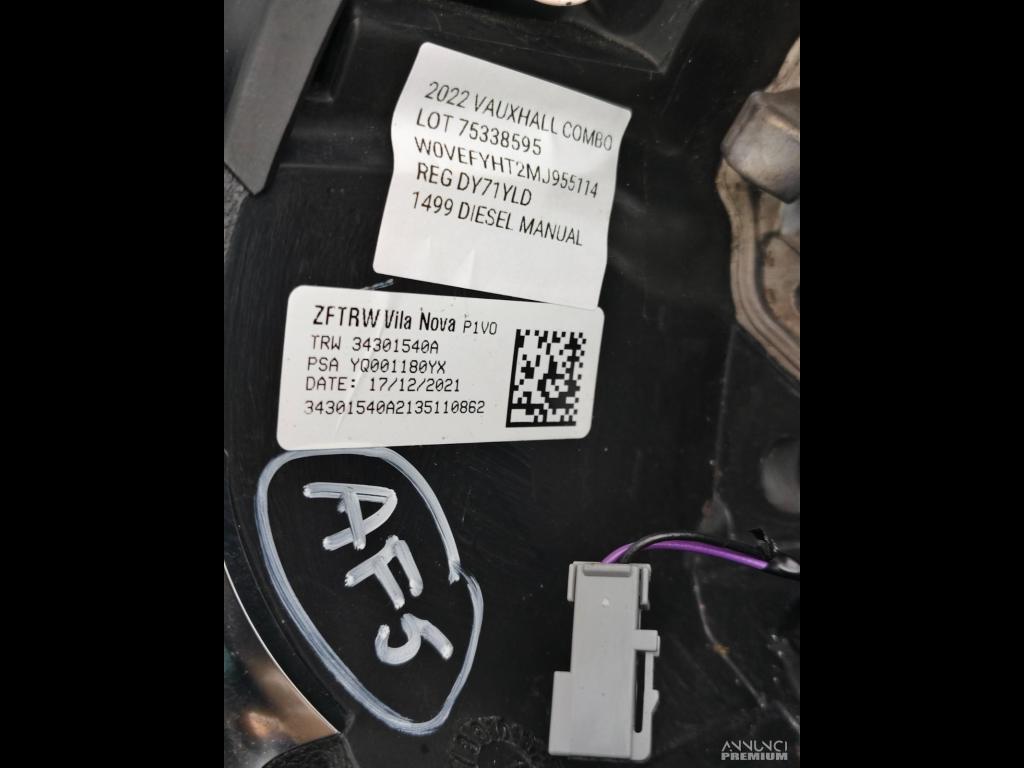 2022 VAUXHALL COMBO
LOT 75338595
W0VEFYHT2MJ955114
REG DY71YLD
1499 DIESEL MANUAL
ZFTRW Vila Nova P1V0
TRW 34301540A
PSA YQ001180YX
DATE: 17/12/2021
34301540A2135110862
AF5
ANNUNCI
PREMIUM